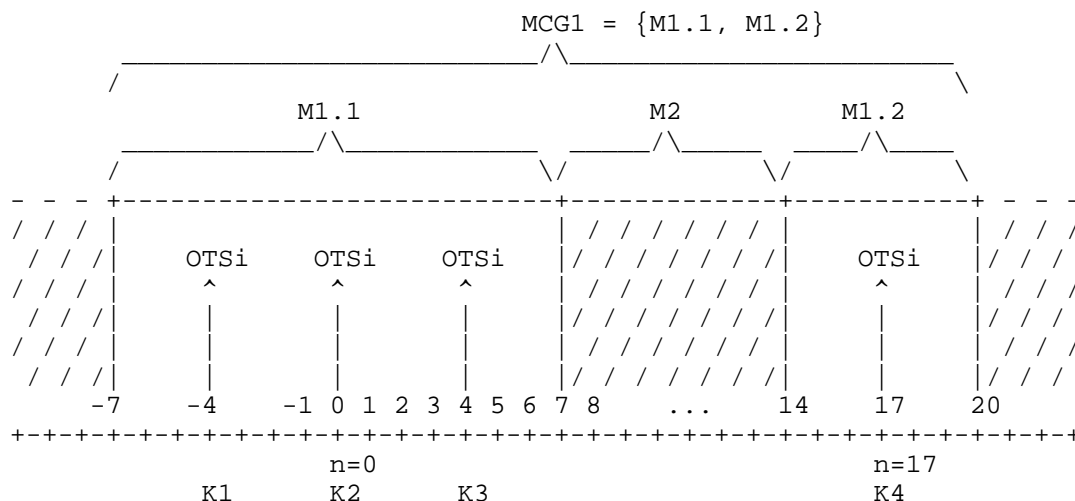 MCG1 = {M1.1, M1.2}
M1.1 M2 M1.2
OTSi OTSi OTSi OTSi
-7 -4 -1 0 1 2 3 4 5 6 7 8 ... 14 17 20
n=0 n=17
K1 K2 K3 K4